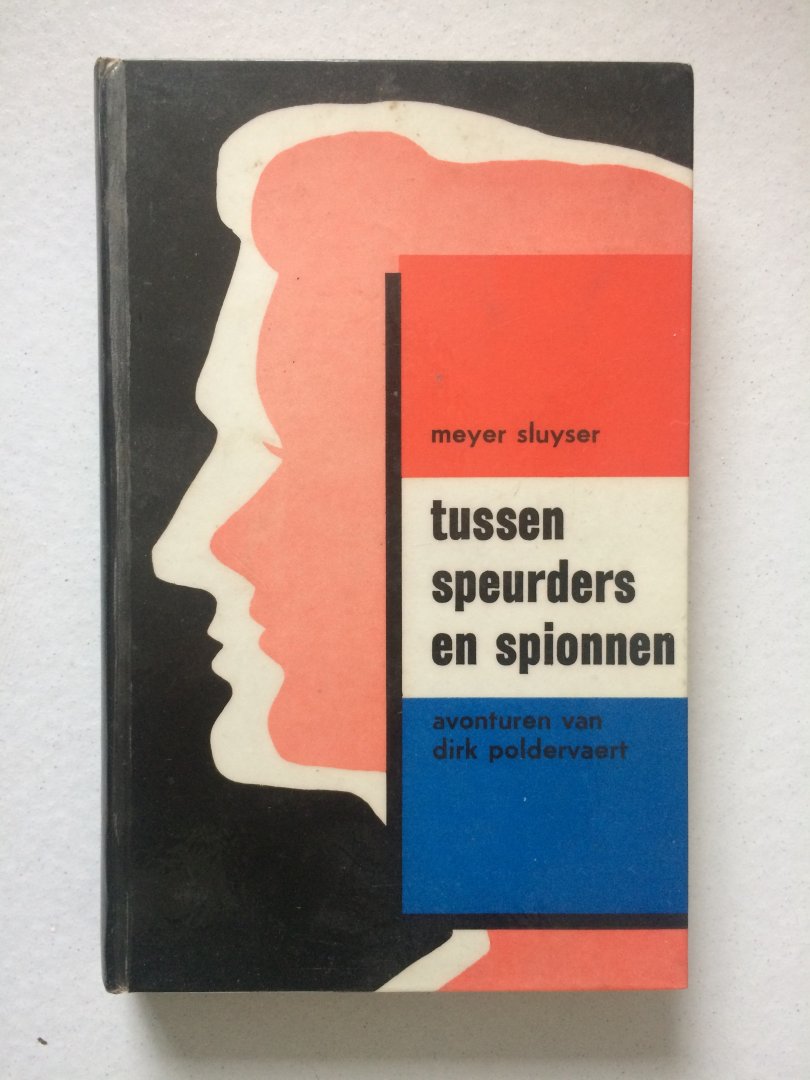 meyer sluyser
tussen
speurders
en spionnen
avonturen van
dirk poldervaert